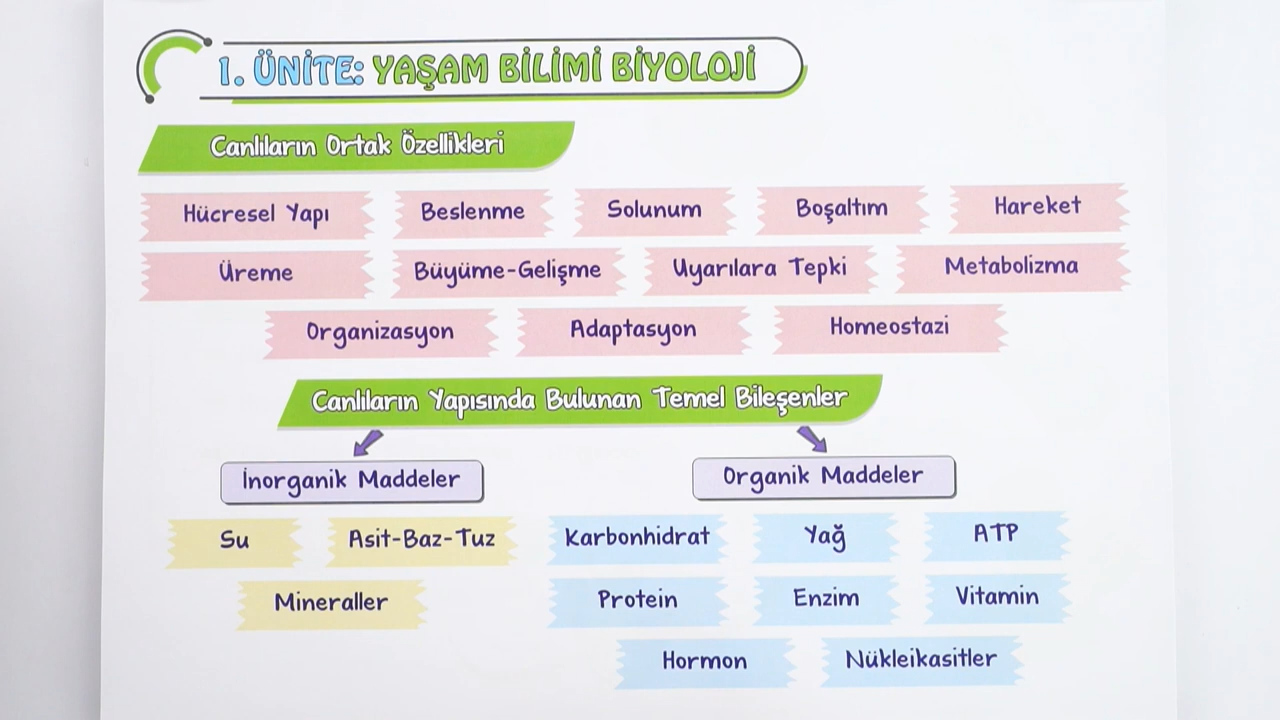 1. ÜNİTE: YAŞAM BİLİMİ BİYOLOJİ
Canlıların Ortak Özellikleri
Hücresel Yapı Beslenme Solunum Boşaltım Hareket
Üreme Büyüme-Gelişme Uyarılara Tepki Metabolizma
Organizasyon Adaptasyon Homeostazi
Canlıların Yapısında Bulunan Temel Bileşenler
İnorganik Maddeler Organik Maddeler
Su Asit-Baz-Tuz Karbonhidrat Yağ ATP
Mineraller Protein Enzim Vitamin
Hormon Nükleikasitler